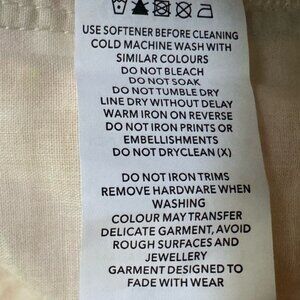 USE SOFTENER BEFORE CLEANING
COLD MACHINE WASH WITH
SIMILAR COLOURS
DO NOT BLEACH
DO NOT SOAK
DO NOT TUMBLE DRY
LINE DRY WITHOUT DELAY
WARM IRON ON REVERSE
DO NOT IRON PRINTS OR
EMBELLISHMENTS
DO NOT DRYCLEAN (X)
DO NOT IRON TRIMS
REMOVE HARDWARE WHEN
WASHING
COLOUR MAY TRANSFER
DELICATE GARMENT, AVOID
ROUGH SURFACES AND
JEWELLERY
GARMENT DESIGNED TO
FADE WITH WEAR